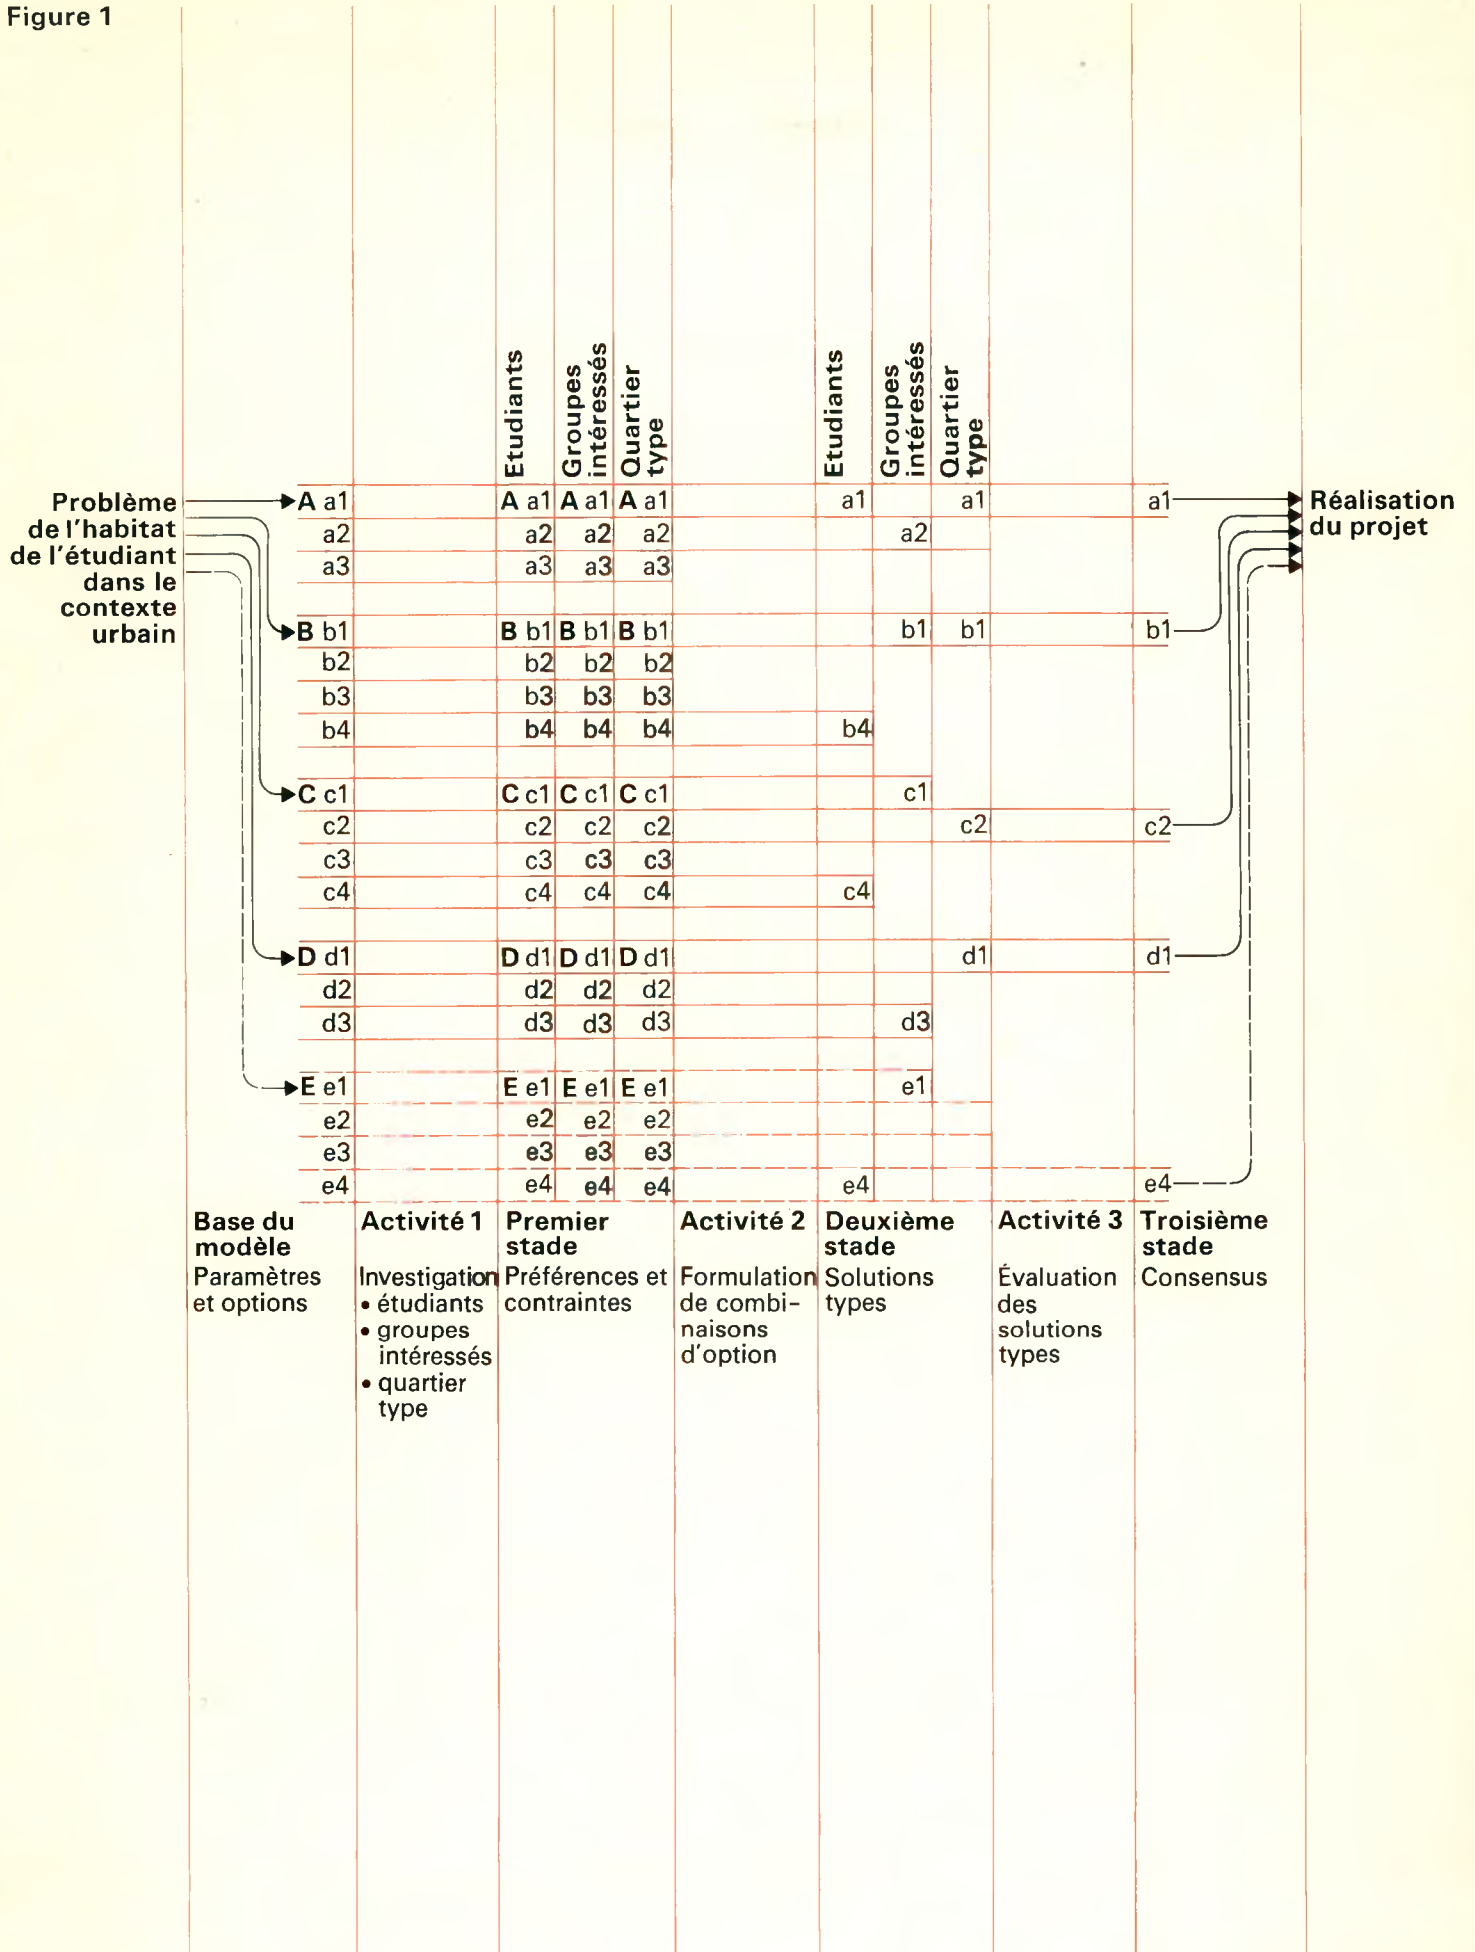 Figure 1
Etudiants
Groupes
intéressés
Quartier
type
Etudiants
Groupes
intéressés
Quartier
type
Problème
de l'habitat
de l'étudiant
dans le
contexte
urbain
Réalisation
du projet
A a1 A a1 A a1 A a1 a1 a1 a1
a2 a2 a2 a2 a2
a3 a3 a3 a3
B b1 B b1 B b1 B b1 b1 b1 b1
b2 b2 b2 b2
b3 b3 b3 b3
b4 b4 b4 b4 b4
C c1 C c1 C c1 C c1 c1
c2 c2 c2 c2 c2 c2
c3 c3 c3 c3
c4 c4 c4 c4 c4
D d1 D d1 D d1 D d1 d1 d1
d2 d2 d2 d2
d3 d3 d3 d3 d3
E e1 E e1 E e1 E e1 e1
e2 e2 e2 e2
e3 e3 e3 e3
e4 e4 e4 e4 e4 e4
Base du
modèle
Paramètres
et options
Activité 1
Investigation
• étudiants
• groupes
intéressés
• quartier
type
Premier
stade
Préférences et
contraintes
Activité 2
Formulation
de combi-
naisons
d'option
Deuxième
stade
Solutions
types
Activité 3
Évaluation
des
solutions
types
Troisième
stade
Consensus